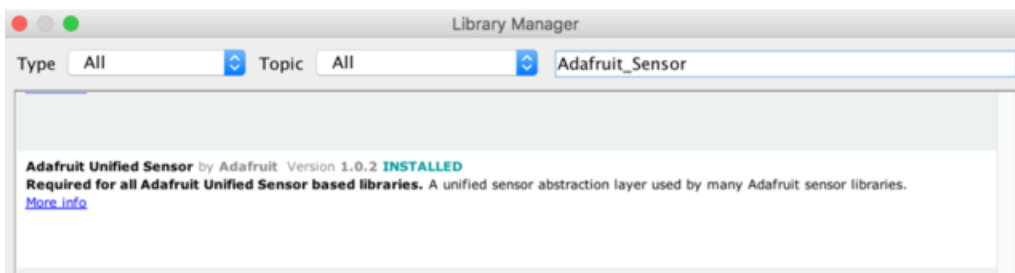 Library Manager
Type All Topic All Adafruit_Sensor
Adafruit Unified Sensor by Adafruit Version 1.0.2 INSTALLED
Required for all Adafruit Unified Sensor based libraries. A unified sensor abstraction layer used by many Adafruit sensor libraries.
More info